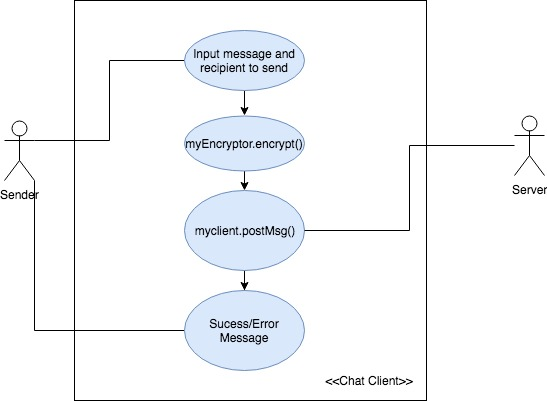 Input message and
recipient to send
myEncryptor.encrypt()
Sender
Server
myclient.postMsg()
Sucess/Error
Message
<<Chat Client>>